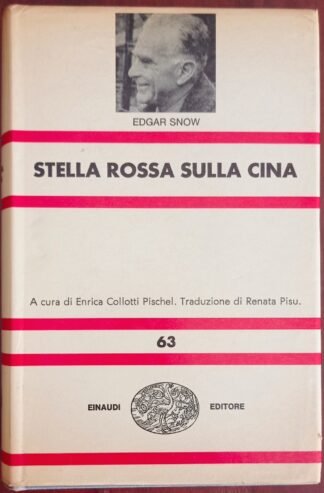 EDGAR SNOW
STELLA ROSSA SULLA CINA
A cura di Enrica Collotti Pischel. Traduzione di Renata Pisu.
63
EINAUDI EDITORE